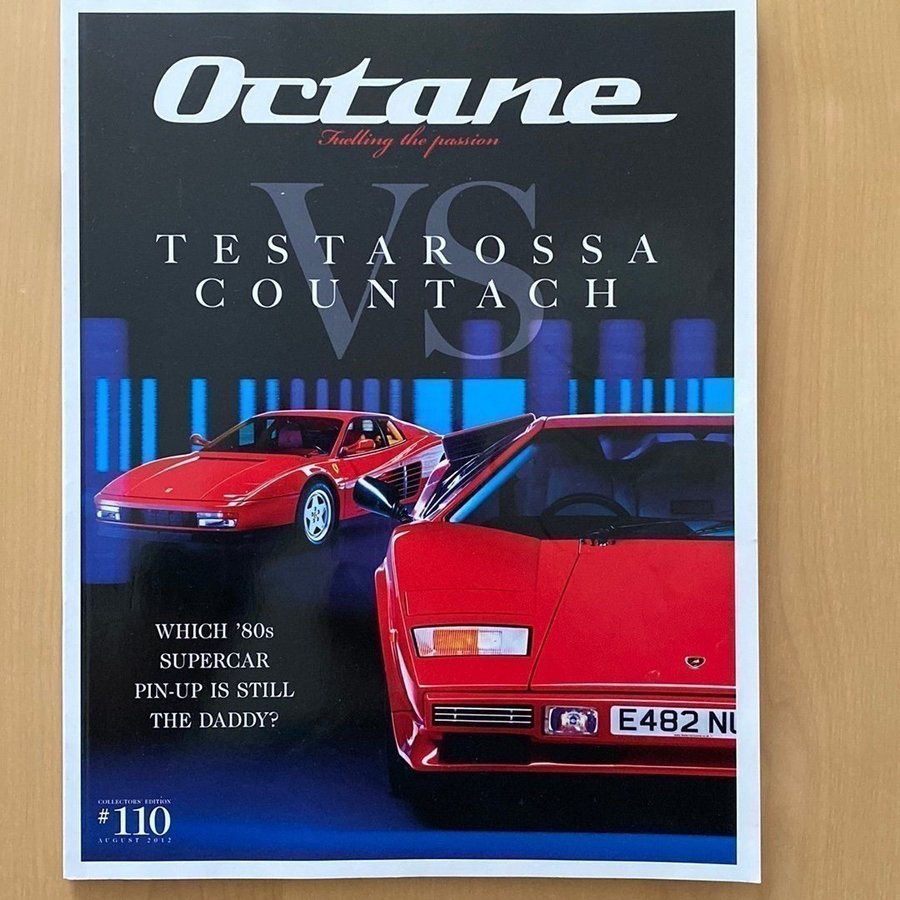 Octane
Fuelling the passion
VS
TESTAROSSA
COUNTACH
WHICH '80s
SUPERCAR
PIN-UP IS STILL
THE DADDY?
E482 NU
COLLECTORS' EDITION
#110
AUGUST 2012